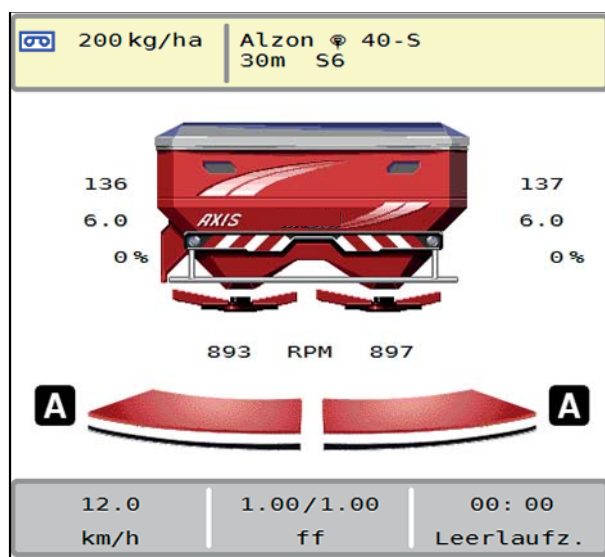 200 kg/ha
Alzon 40-S
30m S6
136 137
6.0 6.0
0 % 0 %
AXIS
893 RPM 897
A A
12.0 1.00/1.00 00: 00
km/h ff Leerlaufz.